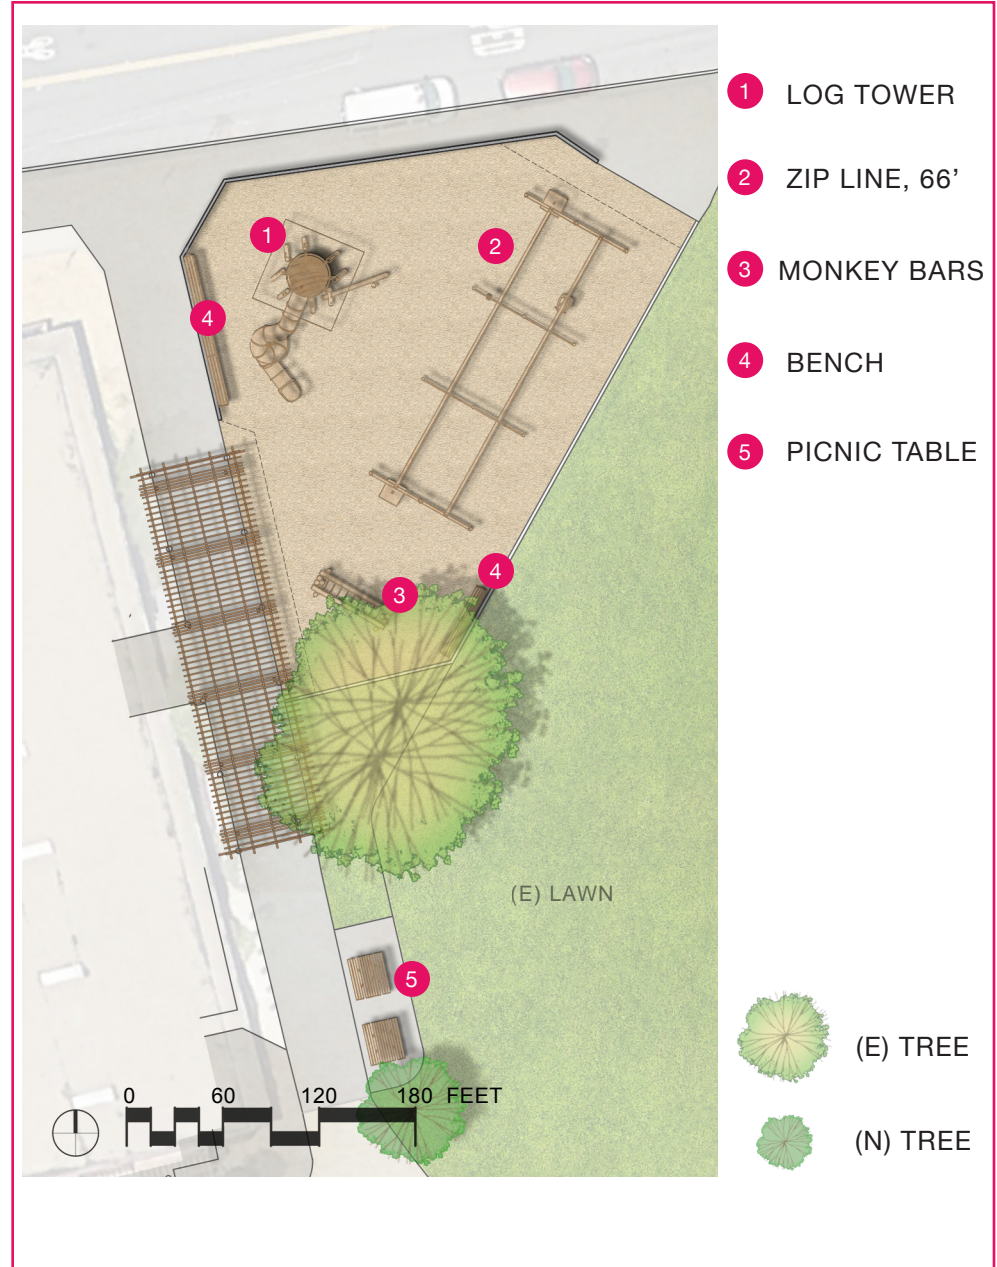 1 LOG TOWER
2 ZIP LINE, 66’
3 MONKEY BARS
4 BENCH
5 PICNIC TABLE
1
2
4
4
3
(E) LAWN
5
(E) TREE
(N) TREE
0 60 120 180 FEET